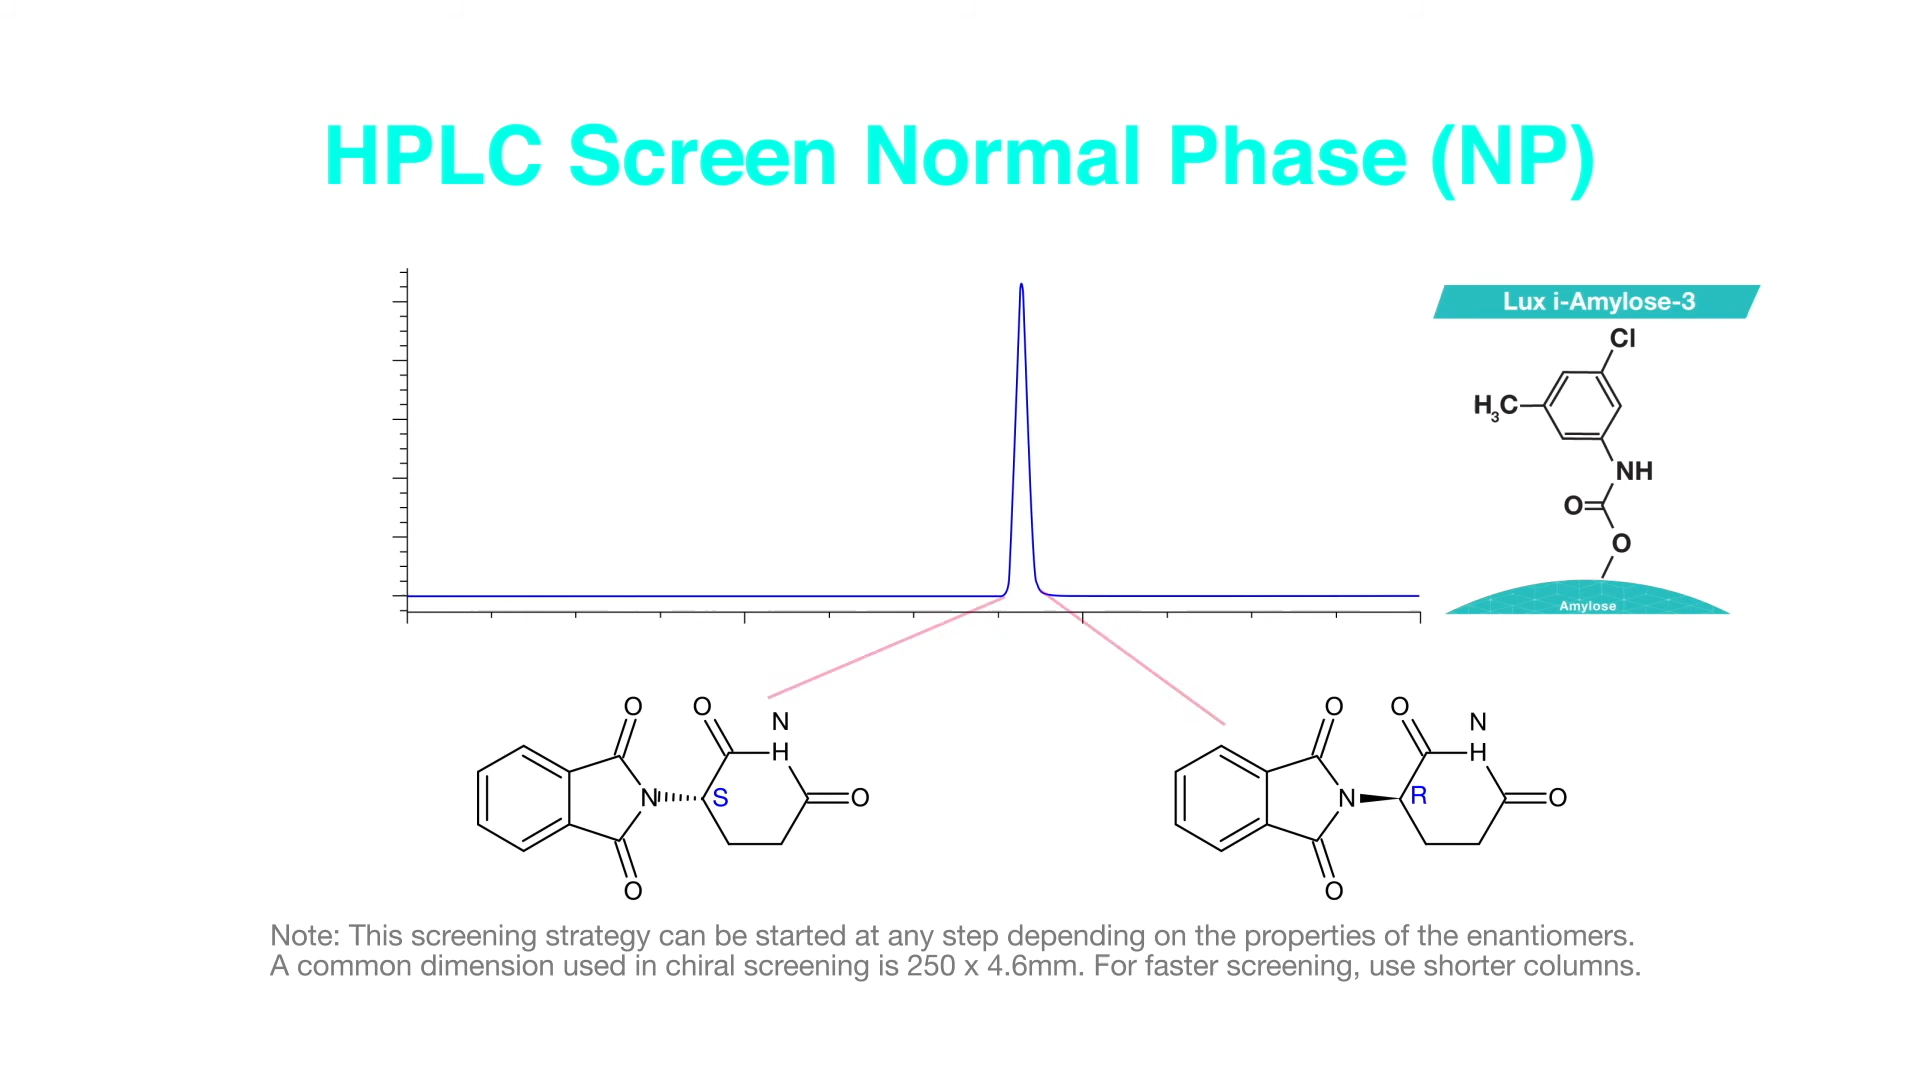 HPLC Screen Normal Phase (NP)
Lux i-Amylose-3
Cl
H3C
NH
O
O
Amylose
O O N
H
N S O
O
O O N
H
N R O
O
Note: This screening strategy can be started at any step depending on the properties of the enantiomers.
A common dimension used in chiral screening is 250 x 4.6mm. For faster screening, use shorter columns.